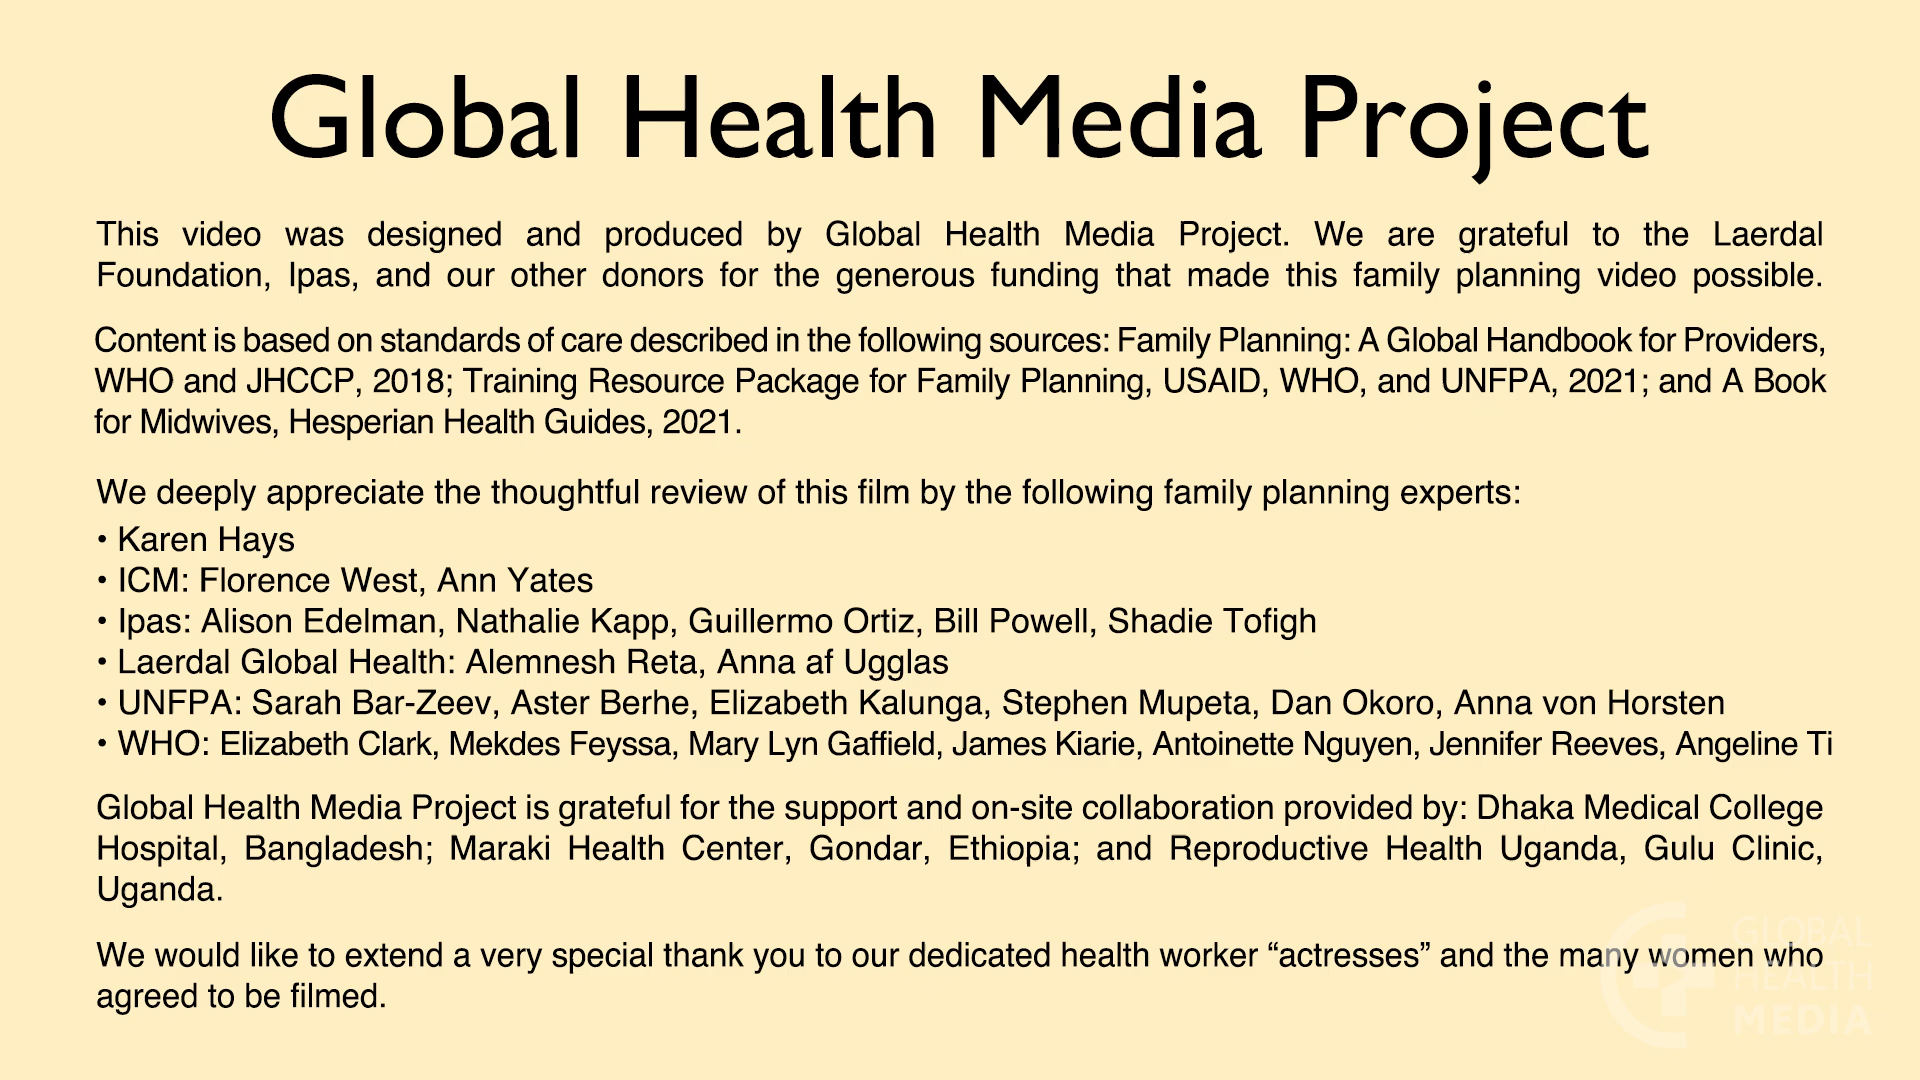 Global Health Media Project
This video was designed and produced by Global Health Media Project. We are grateful to the Laerdal
Foundation, Ipas, and our other donors for the generous funding that made this family planning video possible.
Content is based on standards of care described in the following sources: Family Planning: A Global Handbook for Providers,
WHO and JHCCP, 2018; Training Resource Package for Family Planning, USAID, WHO, and UNFPA, 2021; and A Book
for Midwives, Hesperian Health Guides, 2021.
We deeply appreciate the thoughtful review of this film by the following family planning experts:
• Karen Hays
• ICM: Florence West, Ann Yates
• Ipas: Alison Edelman, Nathalie Kapp, Guillermo Ortiz, Bill Powell, Shadie Tofigh
• Laerdal Global Health: Alemnesh Reta, Anna af Ugglas
• UNFPA: Sarah Bar-Zeev, Aster Berhe, Elizabeth Kalunga, Stephen Mupeta, Dan Okoro, Anna von Horsten
• WHO: Elizabeth Clark, Mekdes Feyssa, Mary Lyn Gaffield, James Kiarie, Antoinette Nguyen, Jennifer Reeves, Angeline Ti
Global Health Media Project is grateful for the support and on-site collaboration provided by: Dhaka Medical College
Hospital, Bangladesh; Maraki Health Center, Gondar, Ethiopia; and Reproductive Health Uganda, Gulu Clinic,
Uganda.
We would like to extend a very special thank you to our dedicated health worker “actresses” and the many women who
agreed to be filmed.
GLOBAL
HEALTH
MEDIA